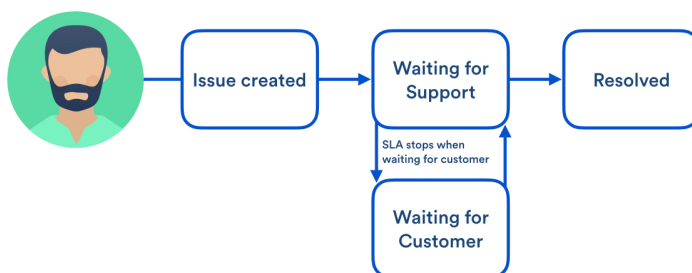 Issue created
Waiting for
Support
Resolved
SLA stops when
waiting for customer
Waiting for
Customer